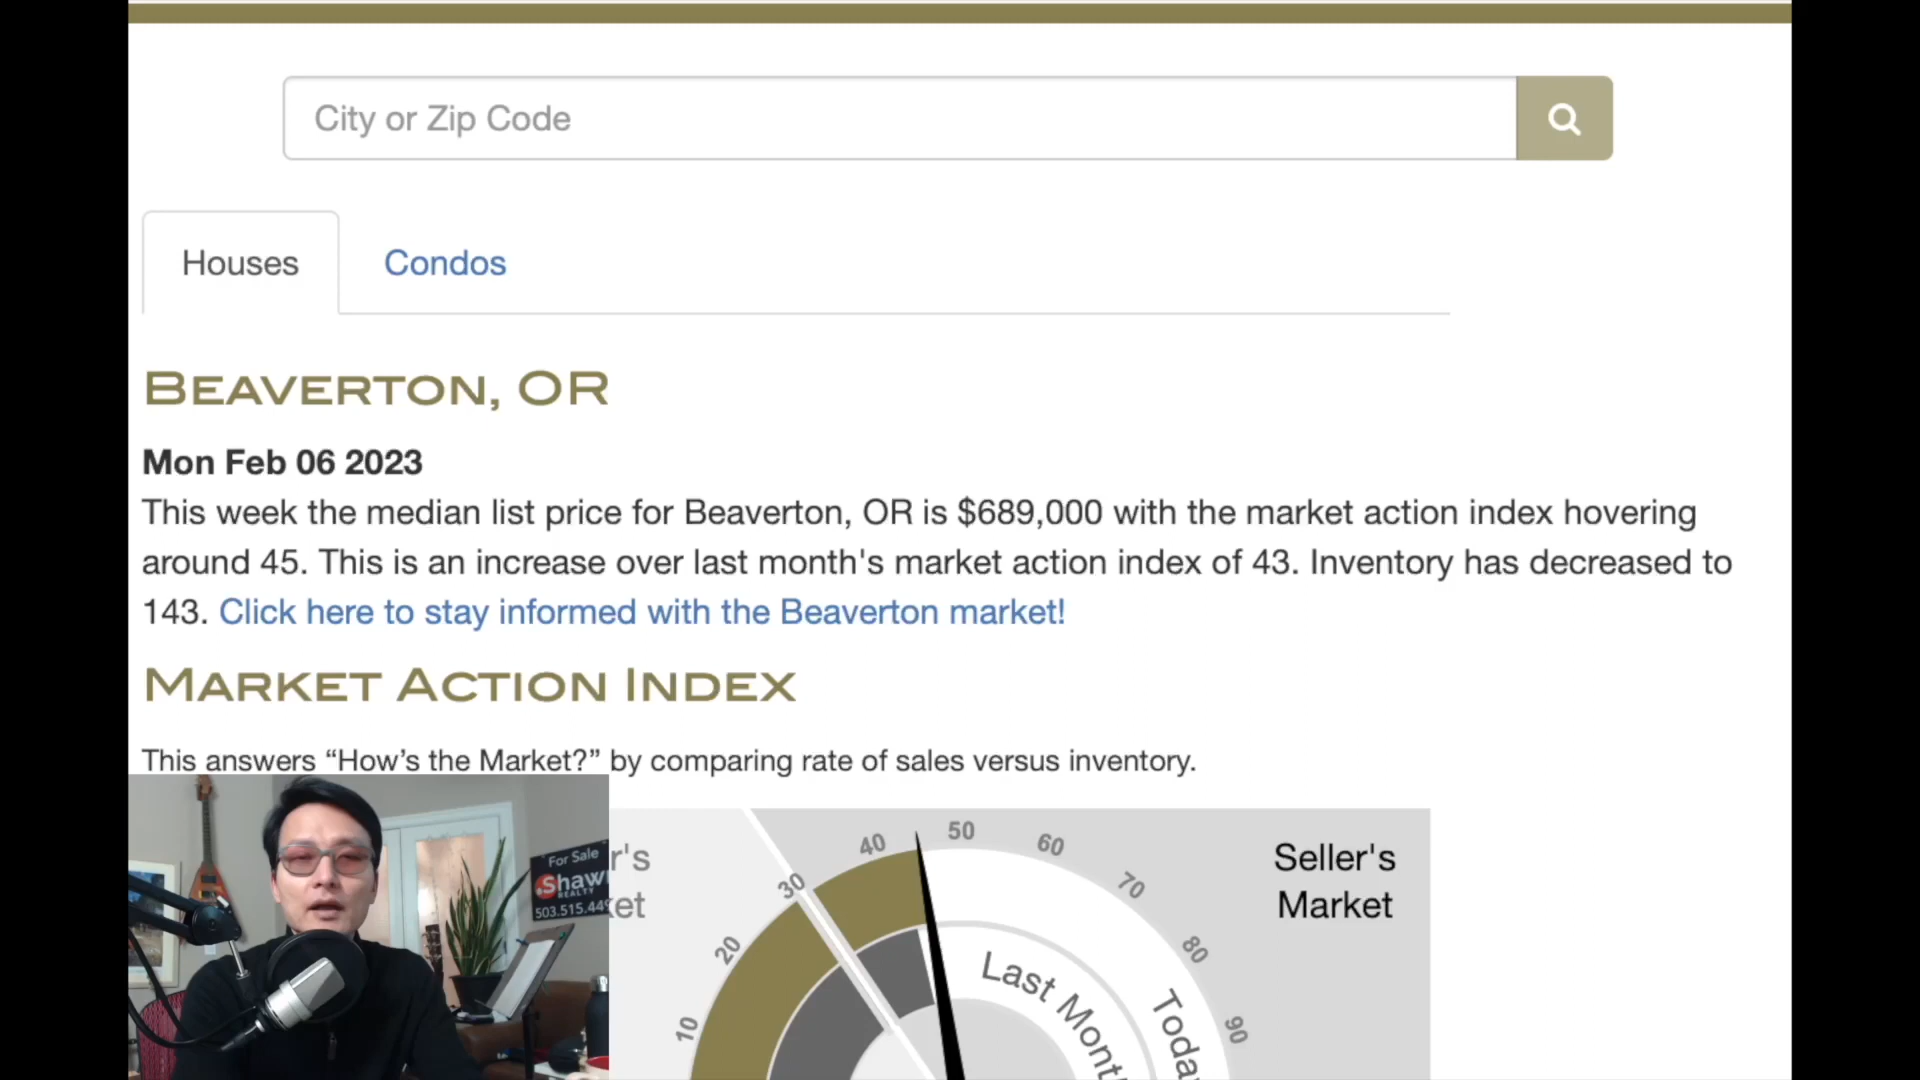 City or Zip Code
Houses
Condos
BEAVERTON, OR
Mon Feb 06 2023
This week the median list price for Beaverton, OR is $689,000 with the market action index hovering
around 45. This is an increase over last month's market action index of 43. Inventory has decreased to
143. Click here to stay informed with the Beaverton market!
MARKET ACTION INDEX
This answers “How’s the Market?” by comparing rate of sales versus inventory.
10
20
30
40
50
60
70
80
90
Seller's
Market
Last Month
Today
For Sale
Shaw
REALTY
503.515.449